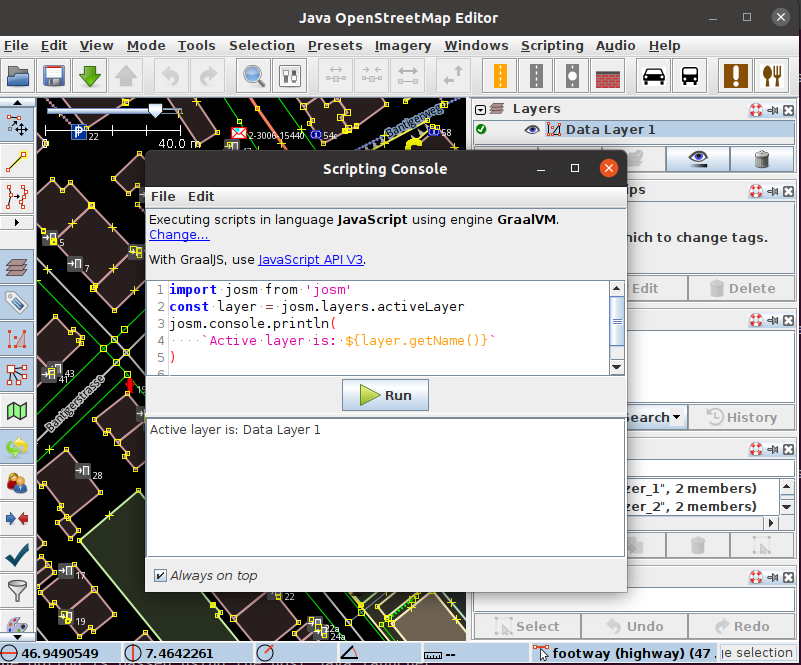 Java OpenStreetMap Editor
File Edit View Mode Tools Selection Presets Imagery Windows Scripting Audio Help
Layers
Data Layer 1
0
40.0 m
22
2-3006,15440
54c
58
Bantigerweg
Scripting Console
File Edit
Executing scripts in language JavaScript using engine GraalVM.
Change...
With GraalJS, use JavaScript API V3.
1 import josm from 'josm'
2 const layer = josm.layers.activeLayer
3 josm.console.println(
4 ····`Active·layer·is:·${layer.getName()}`
5 )
6
Run
Active layer is: Data Layer 1
Always on top
5
7
43
41
Bantigerstrasse
28
17
19
22
22a
24a
hich to change tags.
Edit
Delete
earch
History
zer_1", 2 members)
zer_2", 2 members)
Select
Undo
Redo
46.9490549
7.4642261
--
footway (highway) (47
e selection